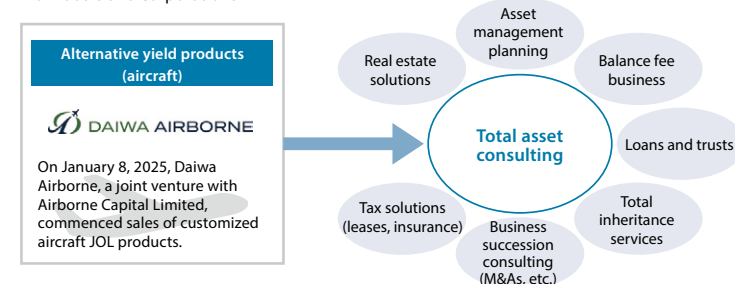 Alternative yield products
(aircraft)
DAIWA AIRBORNE
On January 8, 2025, Daiwa
Airborne, a joint venture with
Airborne Capital Limited,
commenced sales of customized
aircraft JOL products.
Asset
management
planning
Real estate
solutions
Balance fee
business
Total asset
consulting
Loans and trusts
Tax solutions
(leases, insurance)
Total
inheritance
services
Business
succession
consulting
(M&As, etc.)